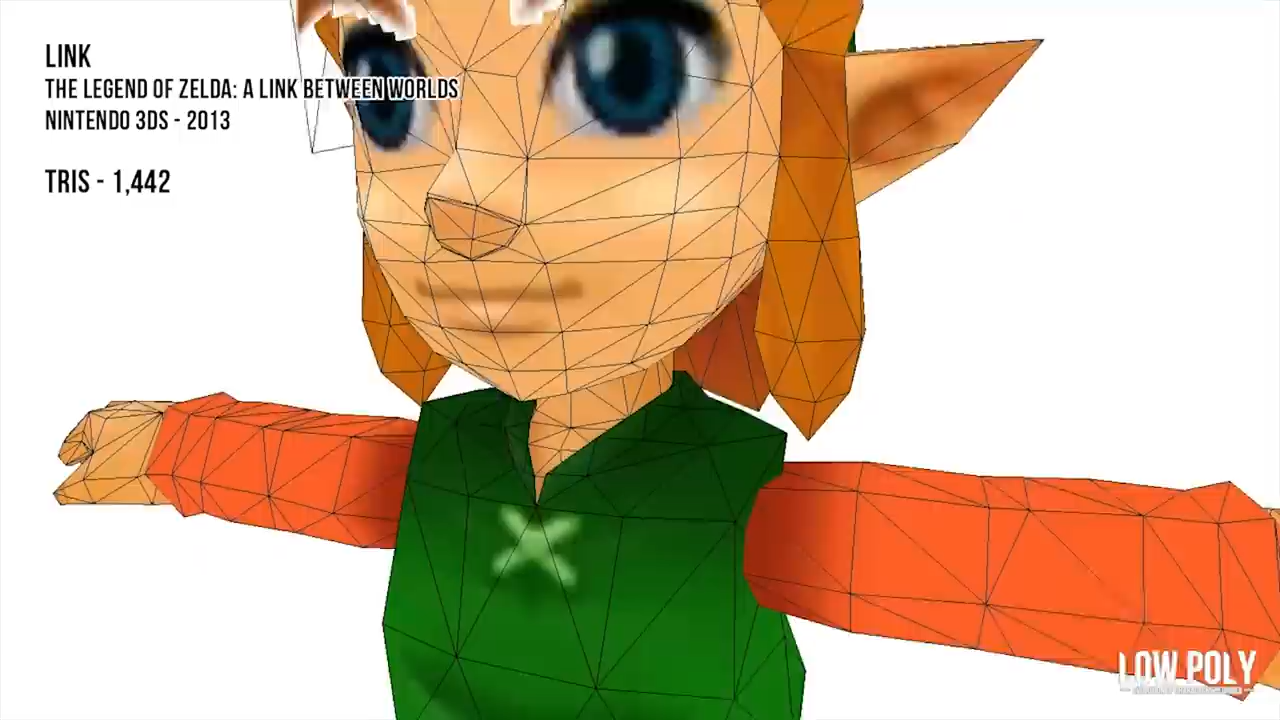 LINK
THE LEGEND OF ZELDA: A LINK BETWEEN WORLDS
NINTENDO 3DS - 2013
TRIS - 1,442
LOW POLY